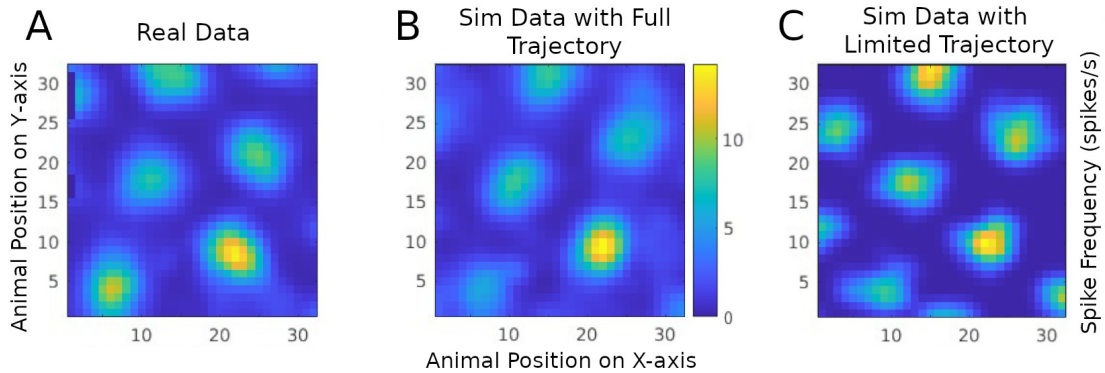 A
Real Data
B
Sim Data with Full
Trajectory
C
Sim Data with
Limited Trajectory
Animal Position on Y-axis
30
25
20
15
10
5
10
20
30
30
25
20
15
10
5
10
20
30
10
5
0
30
25
20
15
10
5
10
20
30
Spike Frequency (spikes/s)
Animal Position on X-axis